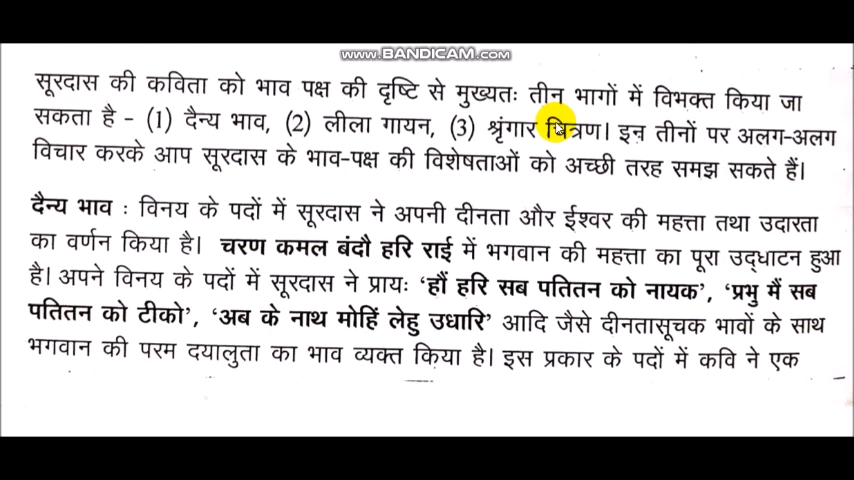 www.BANDICAM.com
सूरदास की कविता को भाव पक्ष की दृष्टि से मुख्यतः तीन भागों में विभक्त किया जा
सकता है - (1) दैन्य भाव, (2) लीला गायन, (3) श्रृंगार चित्रण। इन तीनों पर अलग-अलग
विचार करके आप सूरदास के भाव-पक्ष की विशेषताओं को अच्छी तरह समझ सकते हैं।
दैन्य भाव : विनय के पदों में सूरदास ने अपनी दीनता और ईश्वर की महत्ता तथा उदारता
का वर्णन किया है। चरण कमल बंदौ हरि राई में भगवान की महत्ता का पूरा उद्घाटन हुआ
है। अपने विनय के पदों में सूरदास ने प्रायः ‘हौं हरि सब पतितन को नायक’, ‘प्रभु मैं सब
पतितन को टीको’, ‘अब के नाथ मोहिं लेहु उधारि’ आदि जैसे दीनतासूचक भावों के साथ
भगवान की परम दयालुता का भाव व्यक्त किया है। इस प्रकार के पदों में कवि ने एक